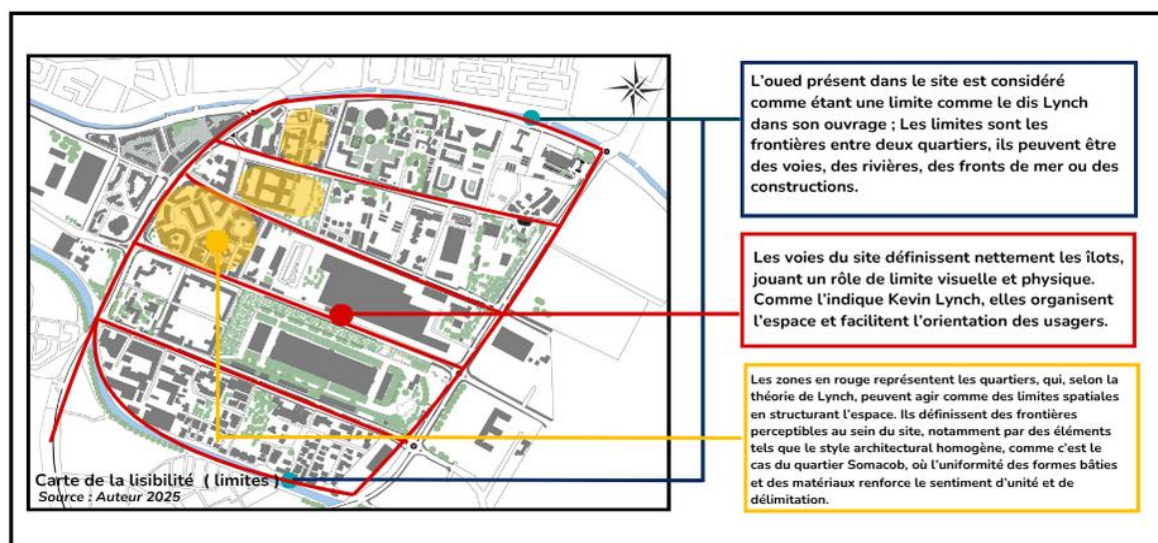 L'oued présent dans le site est considéré
comme étant une limite comme le dis Lynch
dans son ouvrage ; Les limites sont les
frontières entre deux quartiers, ils peuvent être
des voies, des rivières, des fronts de mer ou des
constructions.
Les voies du site définissent nettement les îlots,
jouant un rôle de limite visuelle et physique.
Comme l'indique Kevin Lynch, elles organisent
l'espace et facilitent l'orientation des usagers.
Les zones en rouge représentent les quartiers, qui, selon la
théorie de Lynch, peuvent agir comme des limites spatiales
en structurant l'espace. Ils définissent des frontières
perceptibles au sein du site, notamment par des éléments
tels que le style architectural homogène, comme c'est le
cas du quartier Somacob, où l'uniformité des formes bâties
et des matériaux renforce le sentiment d'unité et de
délimitation.
Carte de la lisibilité ( limites )
Source : Auteur 2025